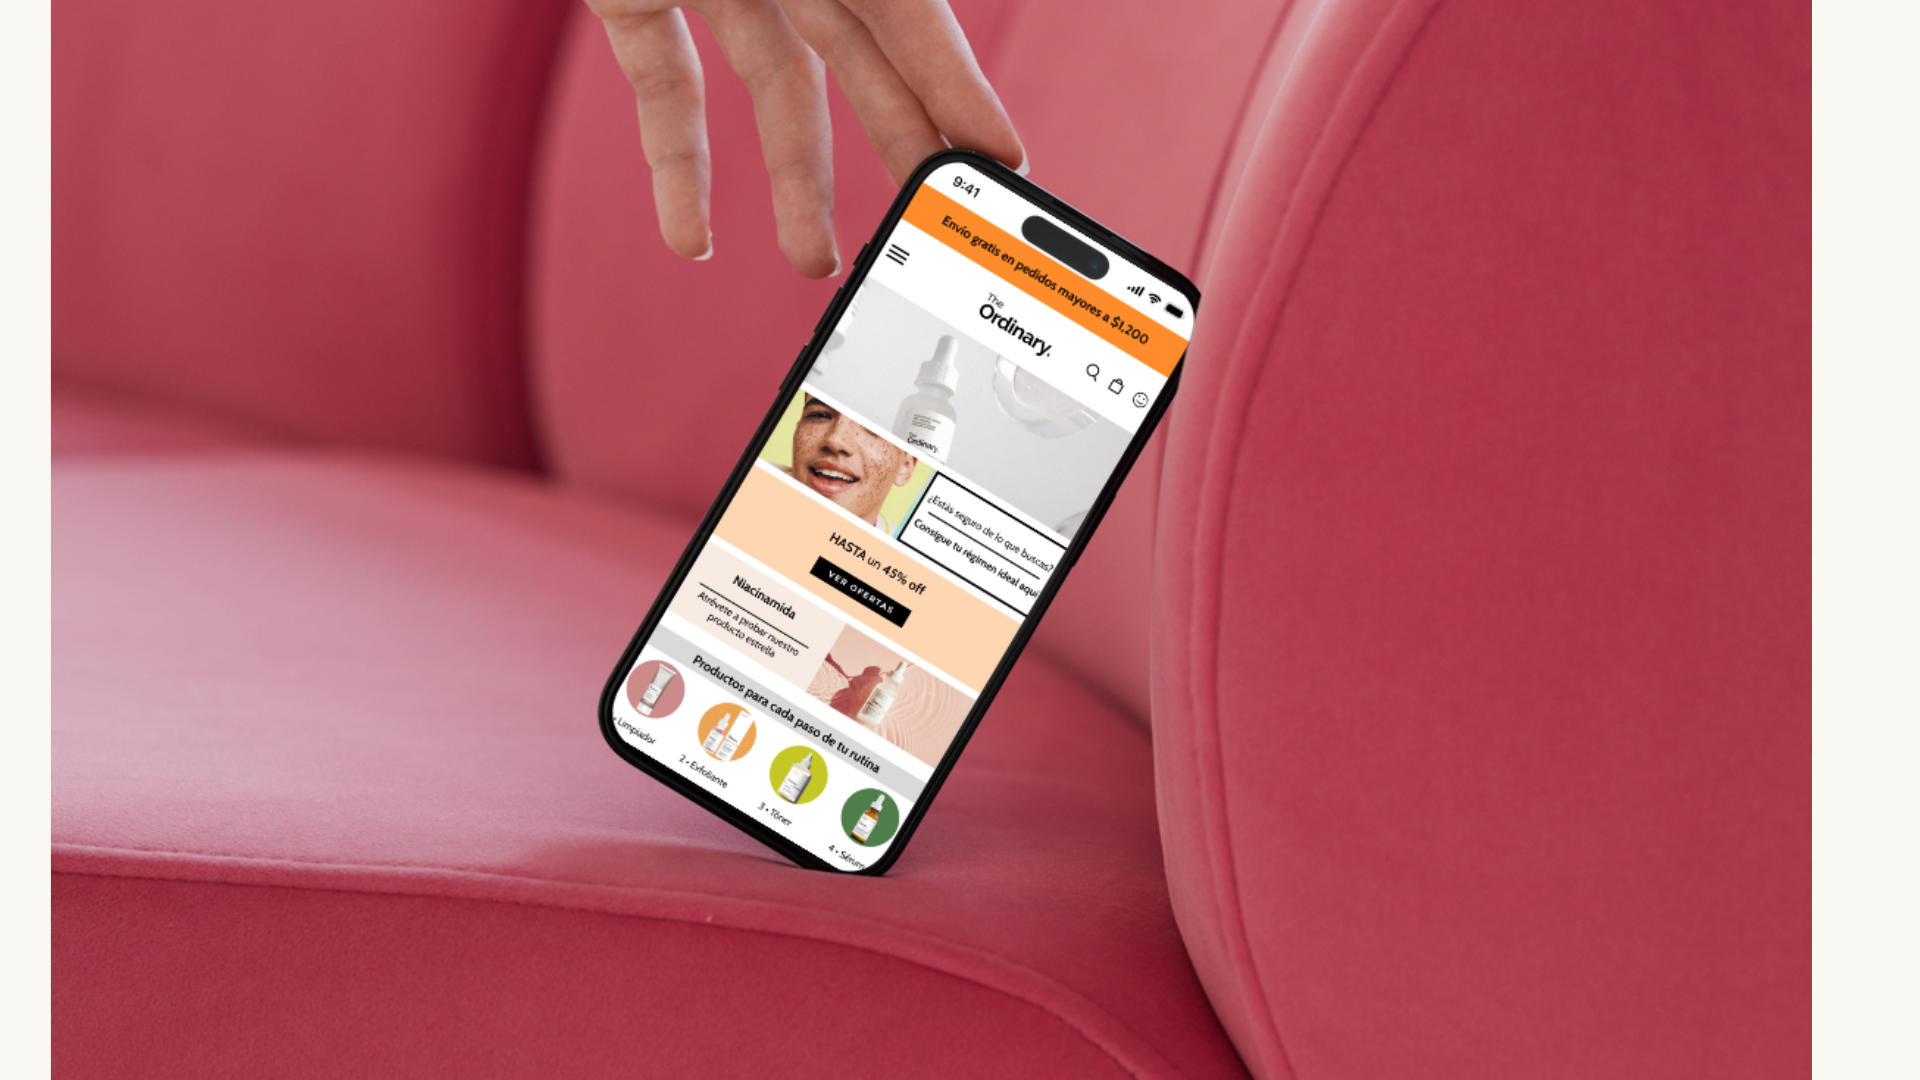 9:41
Envío gratis en pedidos mayores a $1,200
The
Ordinary.
Ordinary.
¿Estás seguro de lo que buscas?
Consigue tu régimen ideal aquí
HASTA un 45% off
VER OFERTAS
Niacinamida
Atrévete a probar nuestro
producto estrella
Productos para cada paso de tu rutina
Limpiador
2 • Exfoliante
3 • Tóner
4 • Sérum